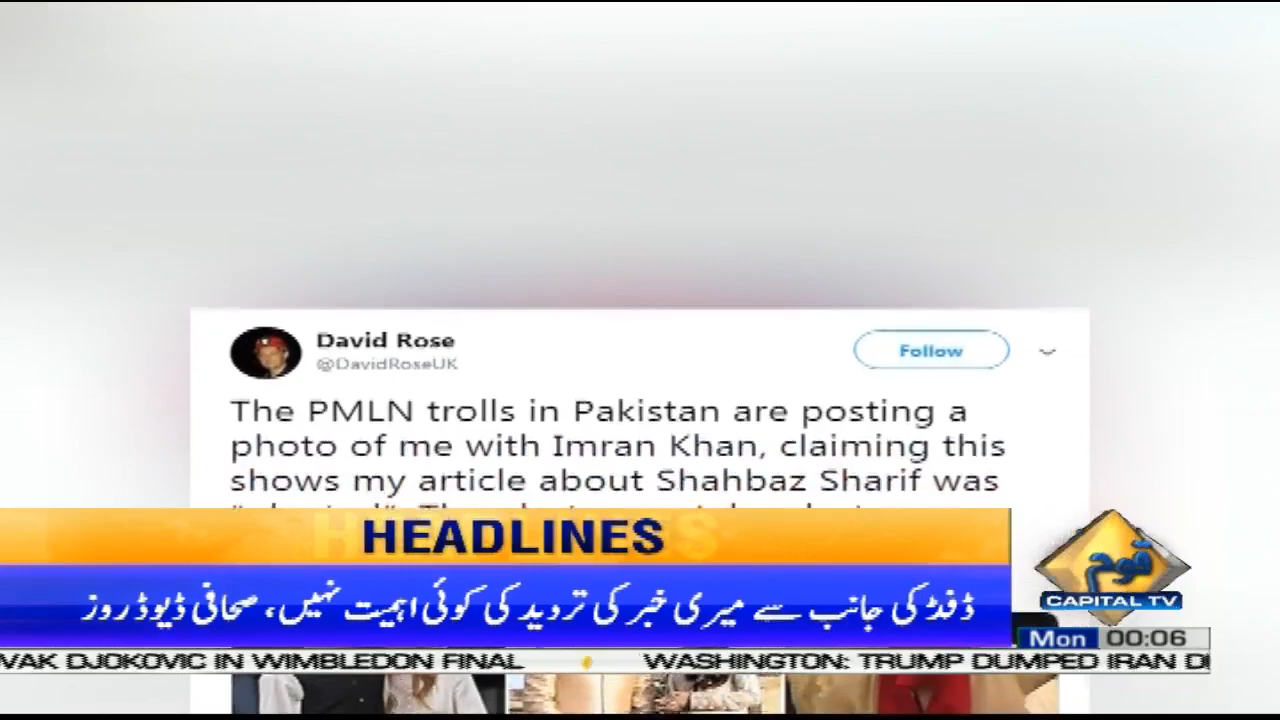 David Rose
@DavidRoseUK
Follow
The PMLN trolls in Pakistan are posting a
photo of me with Imran Khan, claiming this
shows my article about Shahbaz Sharif was
HEADLINES
ڈفڈ کی جانب سے میری خبر کی تردید کی کوئی اہمیت نہیں، صحافی ڈیوڈ روز
قوم
CAPITAL TV
Mon 00:06
VAK DJOKOVIC IN WIMBLEDON FINAL WASHINGTON: TRUMP DUMPED IRAN D